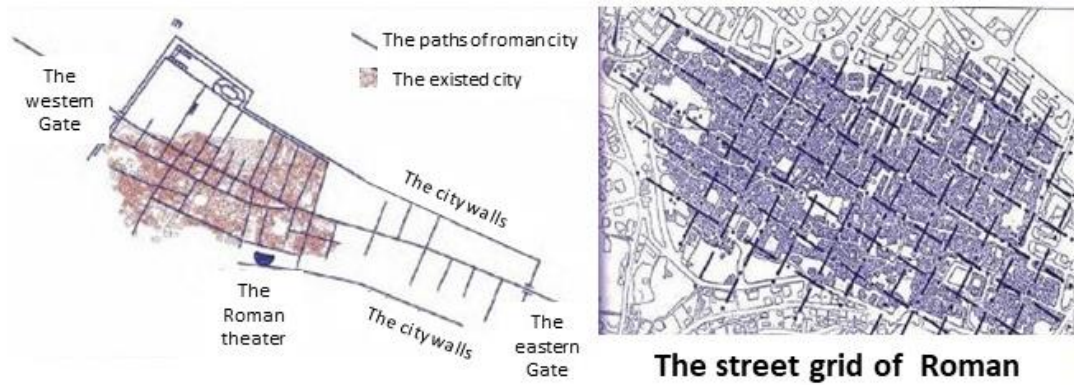 The paths of roman city
The existed city
The
western
Gate
The city walls
The city walls
The
Roman
theater
The
eastern
Gate
The street grid of Roman